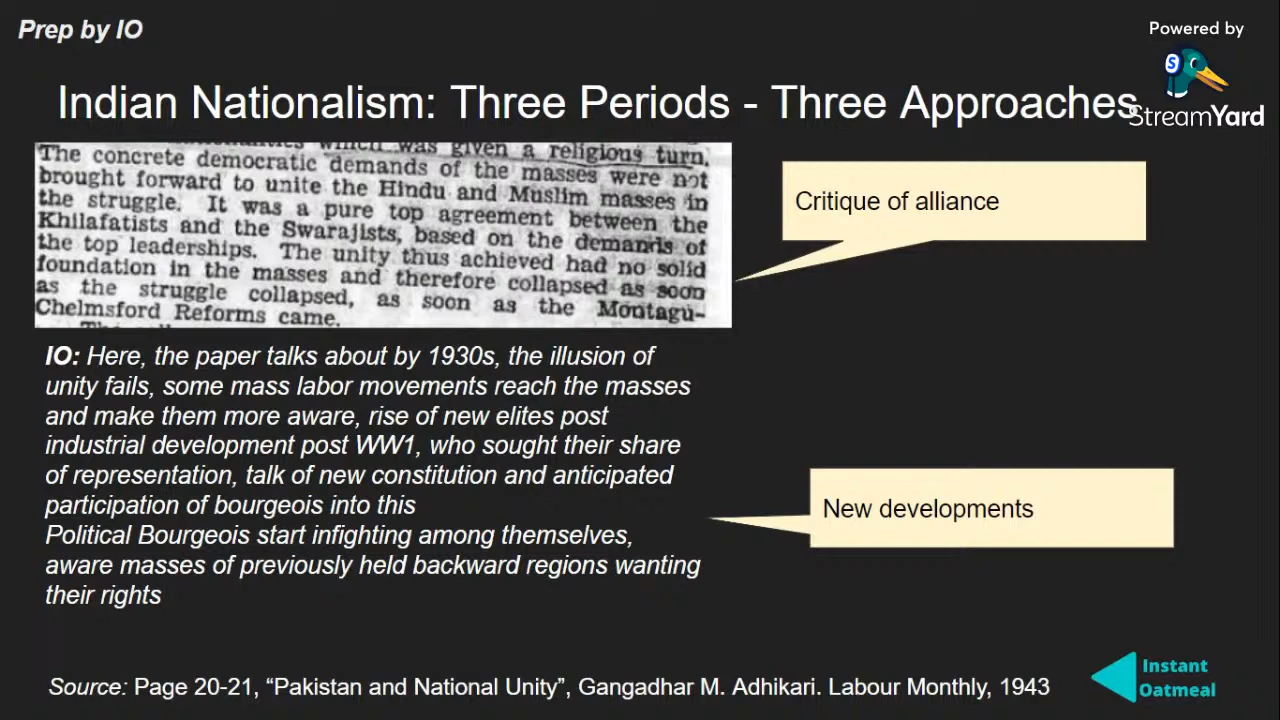 Prep by IO
Powered by
StreamYard
Indian Nationalism: Three Periods - Three Approaches
which was given a religious turn.
The concrete democratic demands of the masses were not
brought forward to unite the Hindu and Muslim masses in
the struggle. It was a pure top agreement between the
Khilafatists and the Swarajists, based on the demands of
the top leaderships. The unity thus achieved had no solid
foundation in the masses and therefore collapsed as soon
as the struggle collapsed, as soon as the Montagu-
Chelmsford Reforms came.
Critique of alliance
IO: Here, the paper talks about by 1930s, the illusion of
unity fails, some mass labor movements reach the masses
and make them more aware, rise of new elites post
industrial development post WW1, who sought their share
of representation, talk of new constitution and anticipated
participation of bourgeois into this
Political Bourgeois start infighting among themselves,
aware masses of previously held backward regions wanting
their rights
New developments
Source: Page 20-21, “Pakistan and National Unity”, Gangadhar M. Adhikari. Labour Monthly, 1943
Instant
Oatmeal